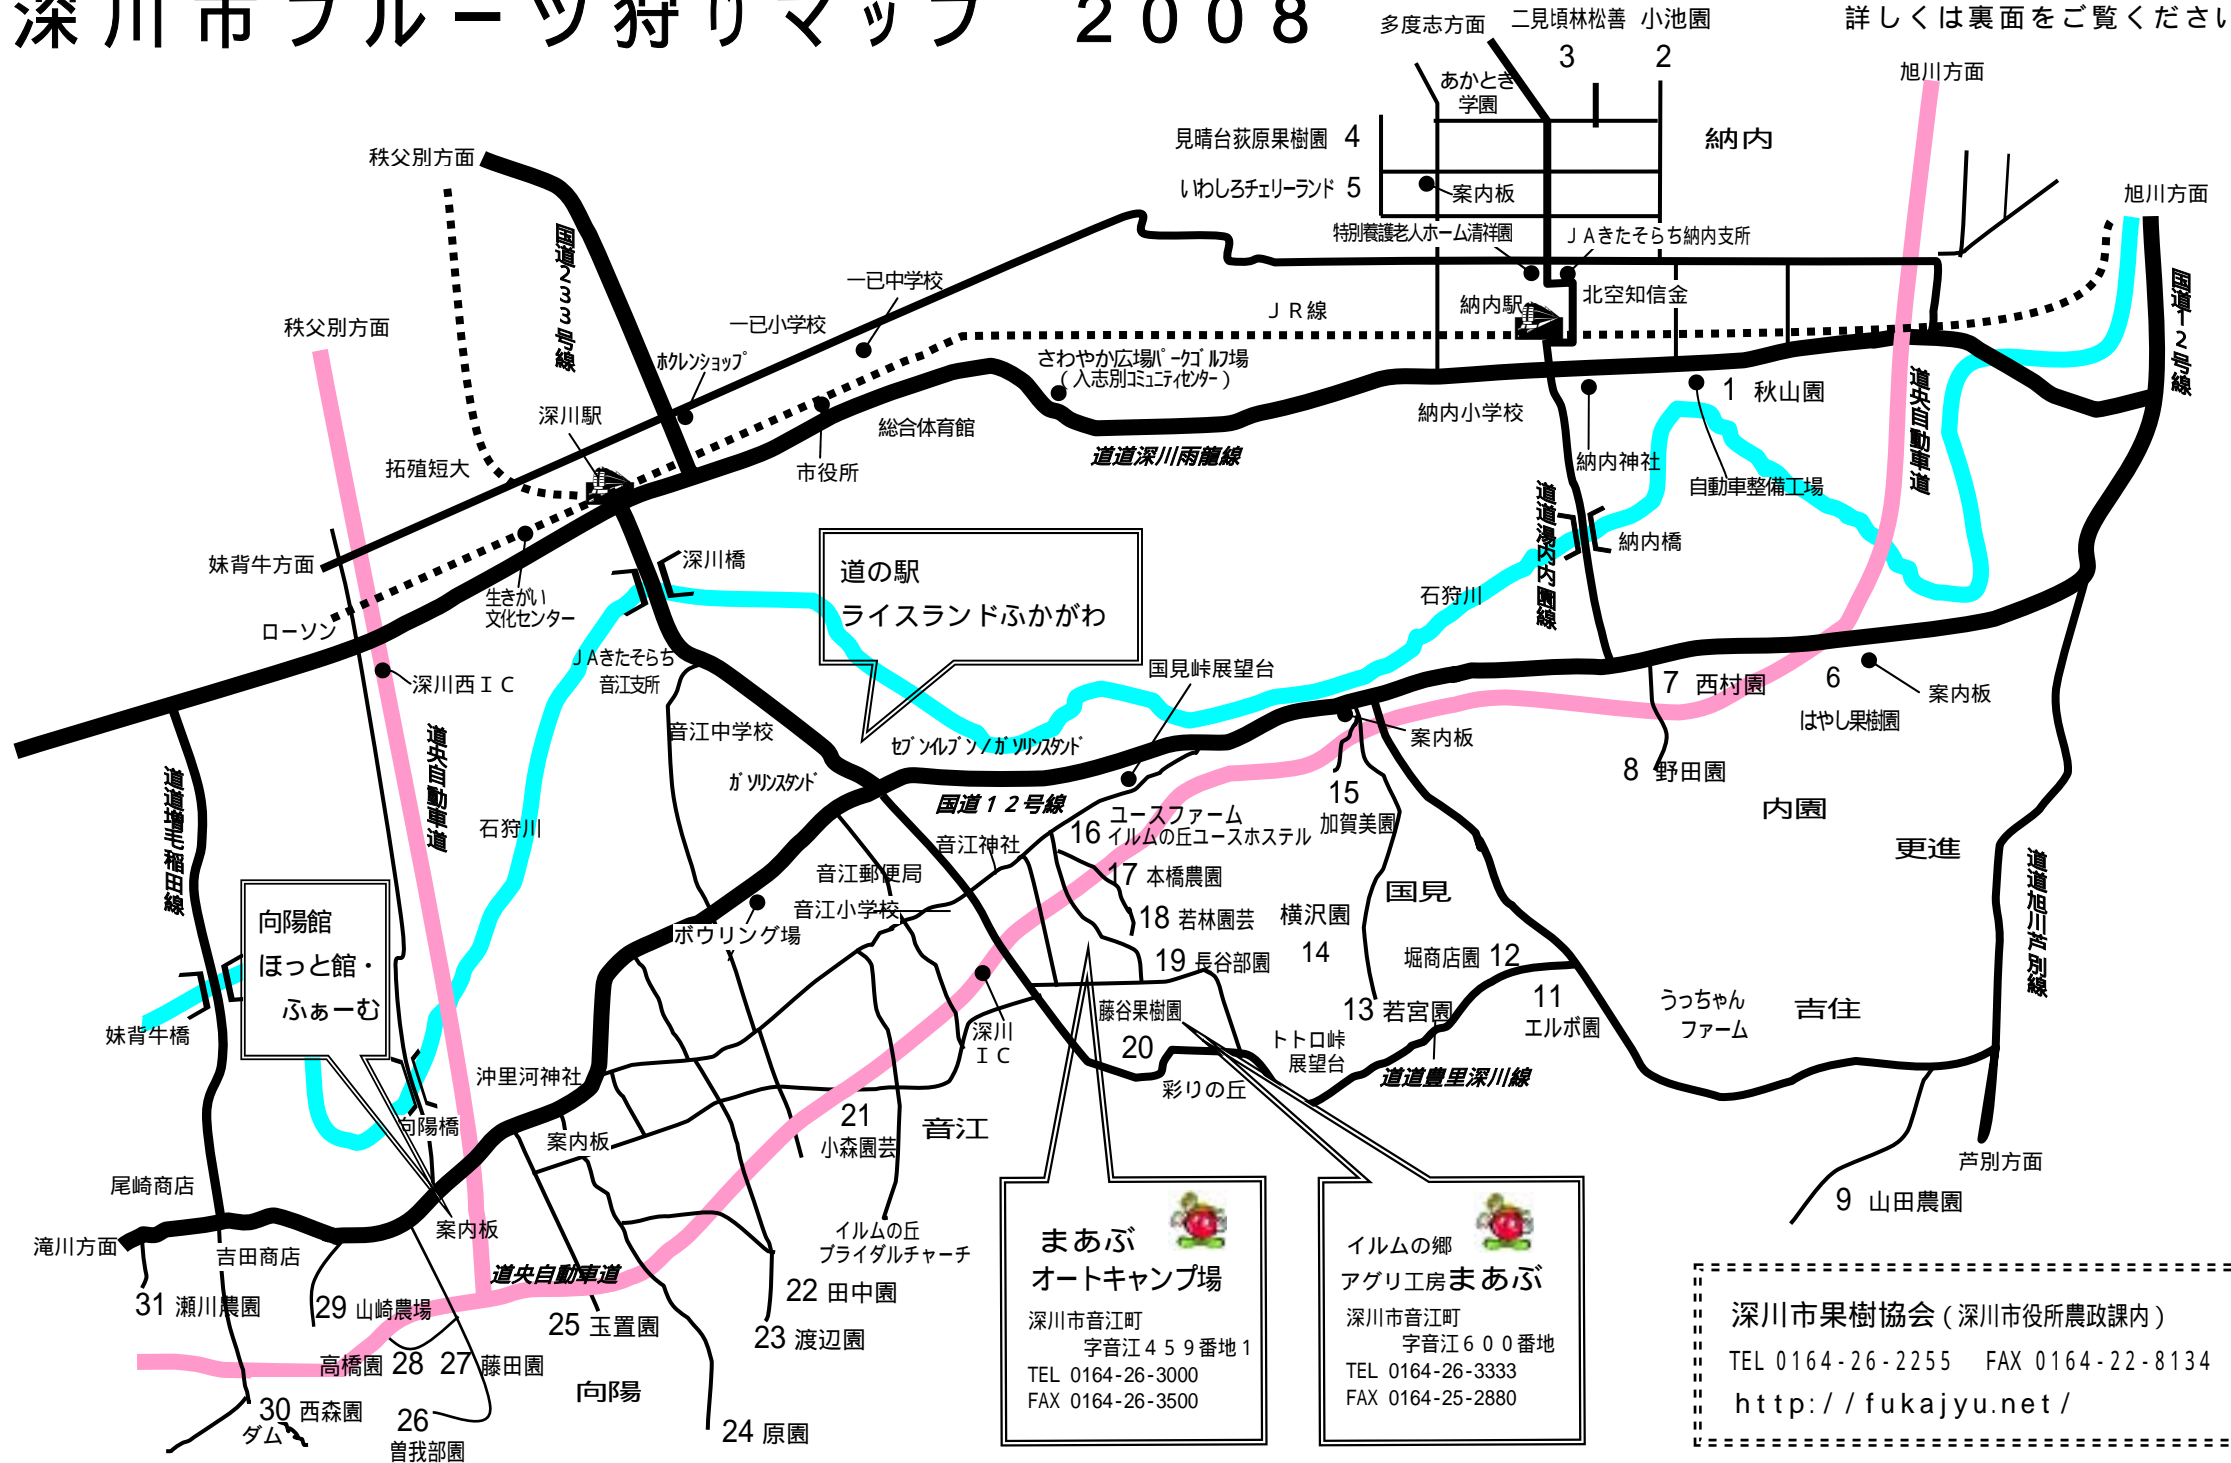 深川市フルーツ狩りマップ　２００８
詳しくは裏面をご覧ください
多度志方面
二見頃林松善
3
小池園
2
旭川方面
あかとき
学園
見晴台荻原果樹園 4
いわしろチェリーランド 5
案内板
納内
旭川方面
秩父別方面
国道２３３号線
特別養護老人ホーム清祥園
ＪＡきたそらち納内支所
国道12号線
一已中学校
一已小学校
ＪＲ線
納内駅
北空知信金
秩父別方面
ホクレンショップ
さわやか広場パークゴルフ場
（入志別コミュニティセンター）
深川駅
総合体育館
納内小学校
1 秋山園
道央自動車道
拓殖短大
市役所
道道深川雨龍線
納内神社
自動車整備工場
道道湯内内園線
納内橋
妹背牛方面
深川橋
道の駅
ライスランドふかがわ
石狩川
生きがい
文化センター
ローソン
ＪＡきたそらち
音江支所
国見峠展望台
深川西ＩＣ
7 西村園
6
はやし果樹園
案内板
道央自動車道
音江中学校
セブンイレブン／ガソリンスタンド
案内板
道道増毛稲田線
ガソリンスタンド
国道１２号線
8 野田園
15
加賀美園
内園
石狩川
音江神社
16 ユースファーム
イルムの丘ユースホステル
更進
道道旭川芦別線
音江郵便局
17 本橋農園
国見
向陽館
ほっと館・
ふぁーむ
音江小学校
18 若林園芸
横沢園
14
ボウリング場
19 長谷部園
堀商店園 12
11
エルボ園
うっちゃん
ファーム
吉住
妹背牛橋
深川
ＩＣ
藤谷果樹園
20
13 若宮園
トトロ峠
展望台
道道豊里深川線
沖里河神社
彩りの丘
向陽橋
案内板
21
小森園芸
音江
芦別方面
尾崎商店
9 山田農園
滝川方面
吉田商店
案内板
イルムの丘
ブライダルチャーチ
まあぶ
オートキャンプ場
深川市音江町
字音江４５９番地１
TEL 0164-26-3000
FAX 0164-26-3500
イルムの郷
アグリ工房まあぶ
深川市音江町
字音江６００番地
TEL 0164-26-3333
FAX 0164-25-2880
道央自動車道
31 瀬川農園
29 山崎農場
25 玉置園
22 田中園
23 渡辺園
高橋園 28
27 藤田園
向陽
30 西森園
ダム
26
曽我部園
24 原園
深川市果樹協会（深川市役所農政課内）
TEL 0164-26-2255　FAX 0164-22-8134
http://fukajyu.net/